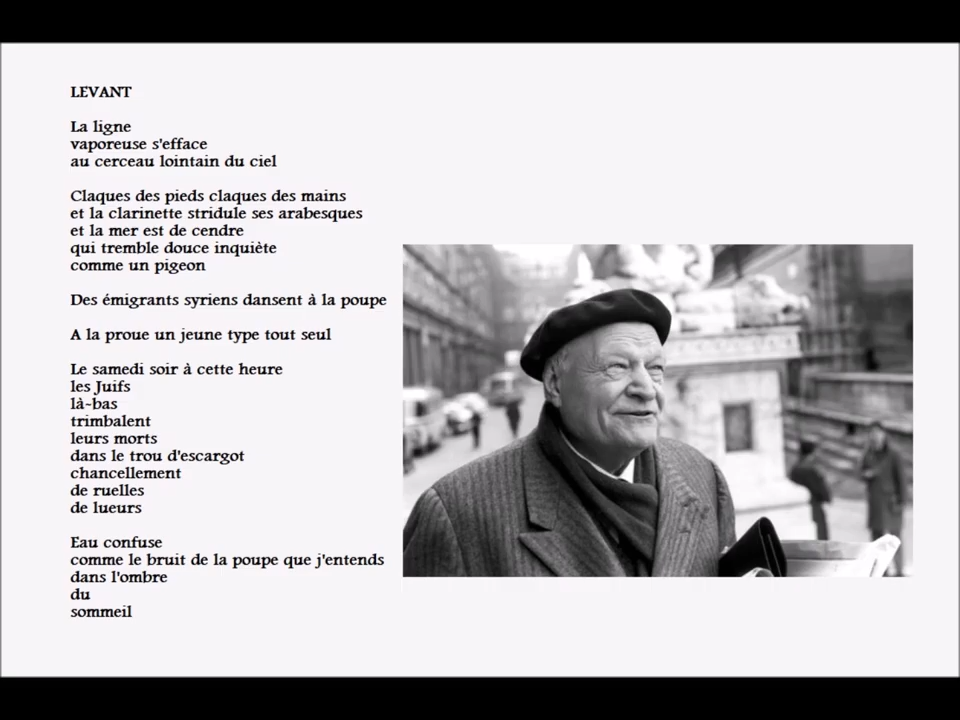 LEVANT
La ligne
vaporeuse s'efface
au cerceau lointain du ciel
Claques des pieds claques des mains
et la clarinette stridule ses arabesques
et la mer est de cendre
qui tremble douce inquiète
comme un pigeon
Des émigrants syriens dansent à la poupe
A la proue un jeune type tout seul
Le samedi soir à cette heure
les Juifs
là-bas
trimbalent
leurs morts
dans le trou d'escargot
chancellement
de ruelles
de lueurs
Eau confuse
comme le bruit de la poupe que j'entends
dans l'ombre
du
sommeil